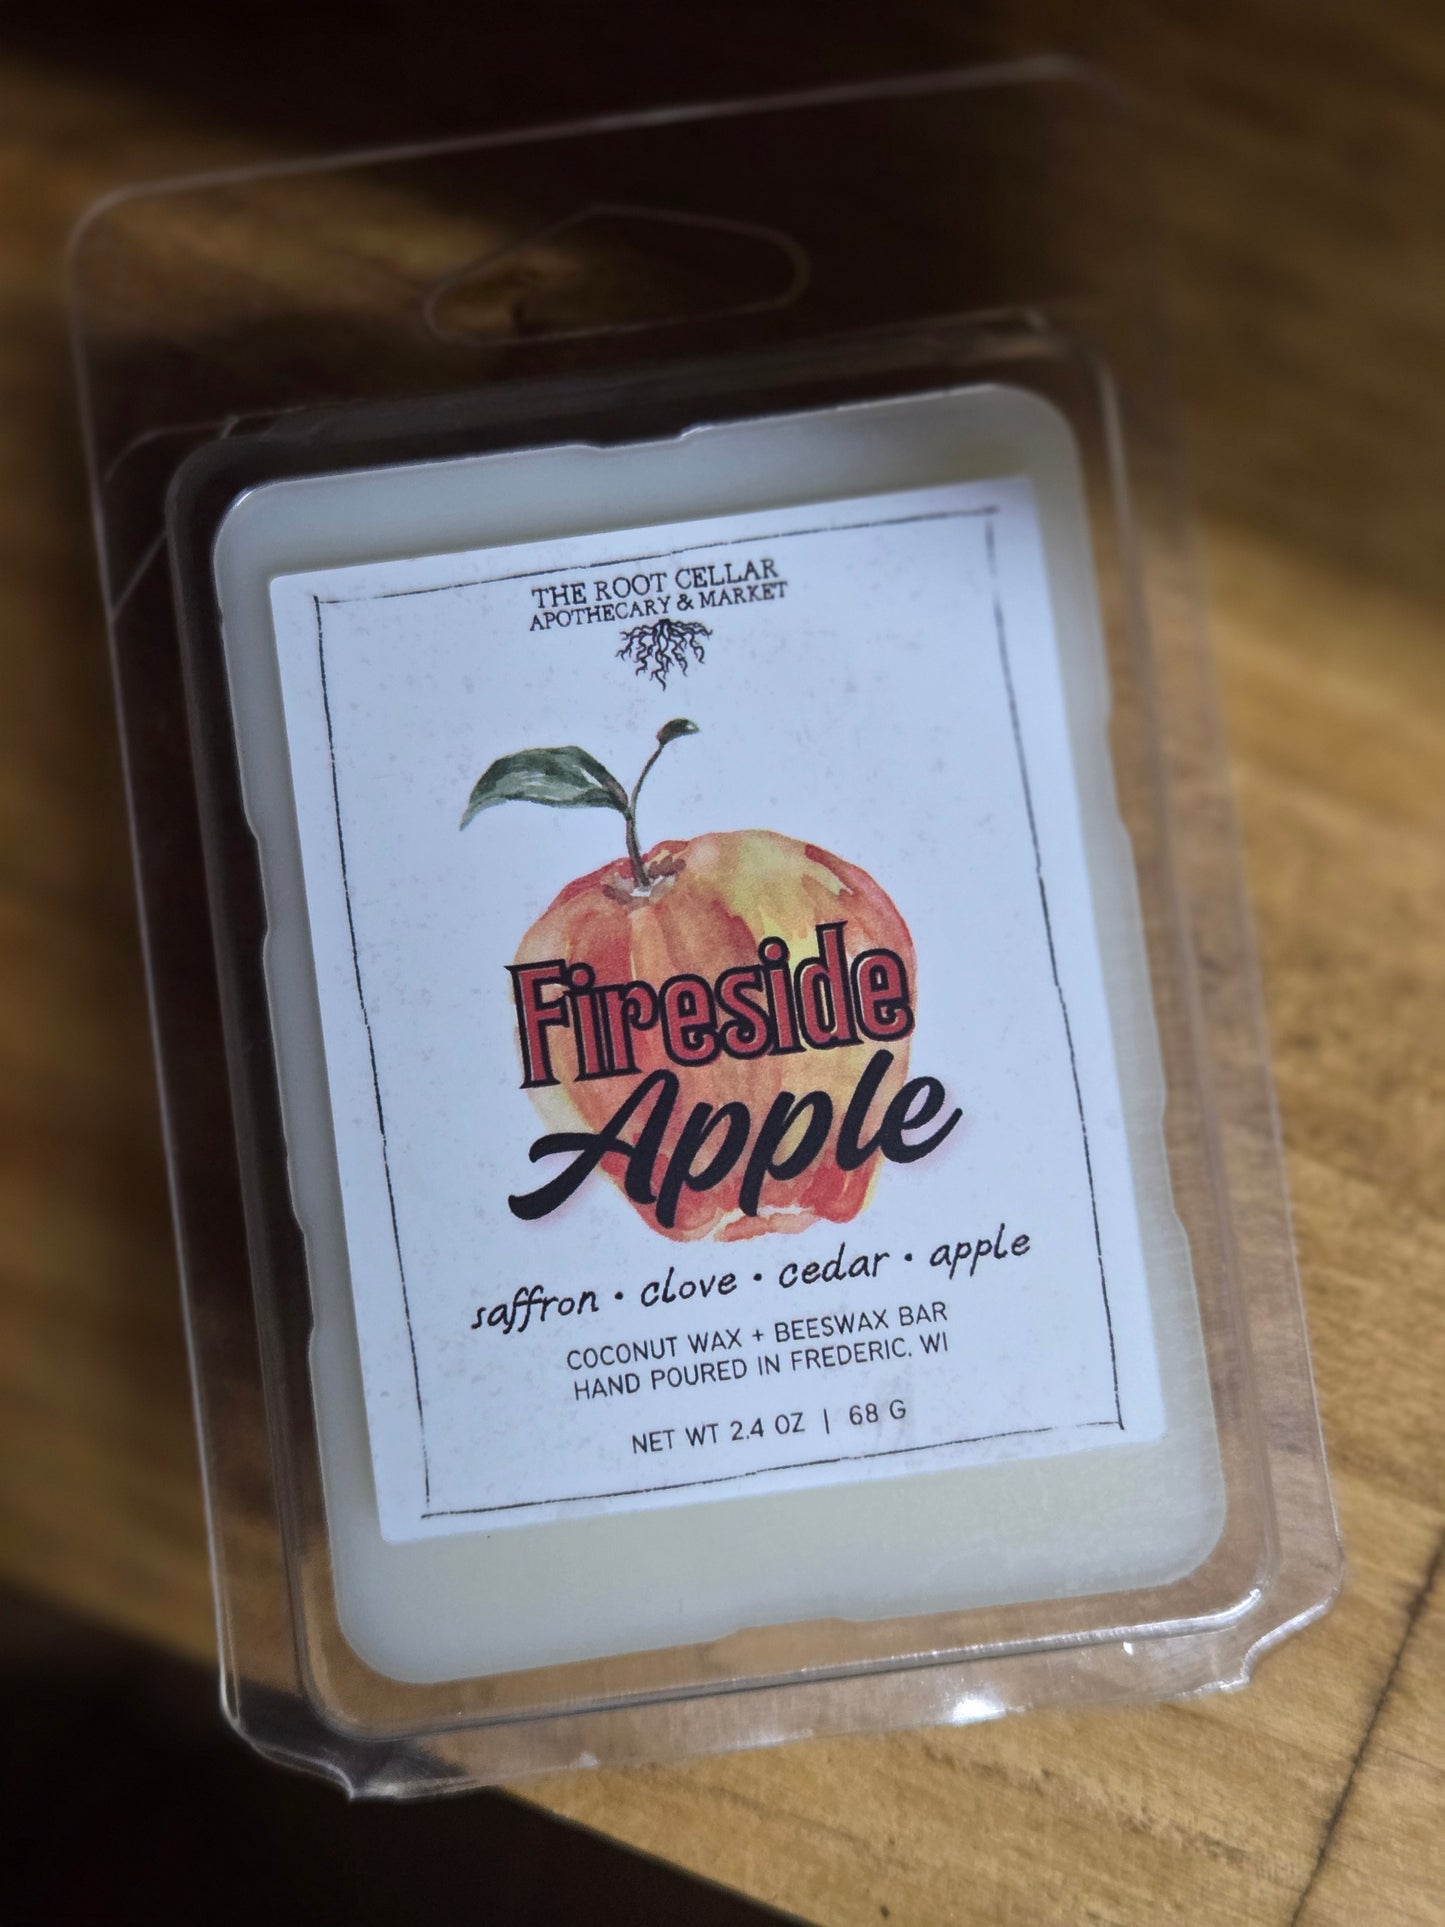 THE ROOT CELLAR
APOTHECARY & MARKET
Fireside
Apple
saffron • clove • cedar • apple
COCONUT WAX + BEESWAX BAR
HAND POURED IN FREDERIC, WI
NET WT 2.4 OZ | 68 G